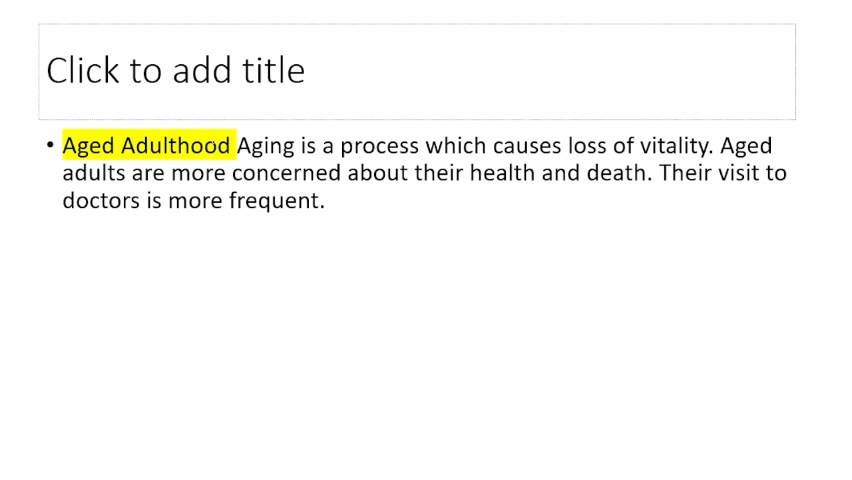 Click to add title
• Aged Adulthood Aging is a process which causes loss of vitality. Aged
adults are more concerned about their health and death. Their visit to
doctors is more frequent.